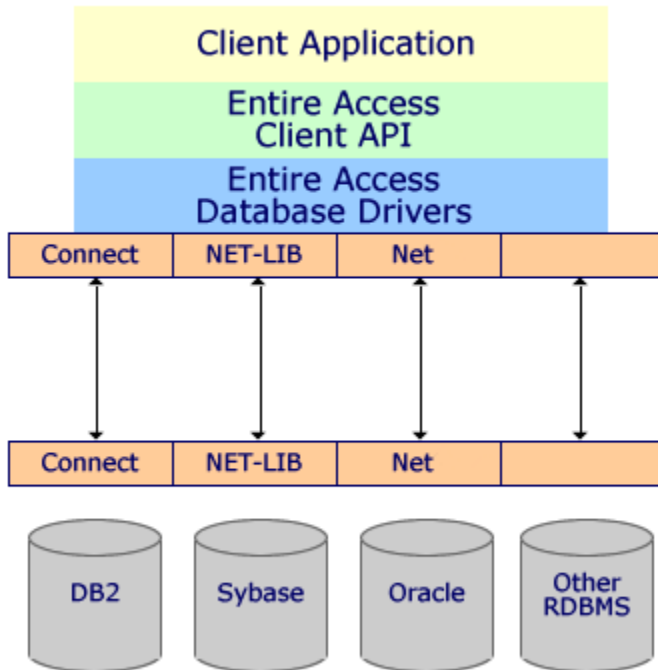 Client Application
Entire Access
Client API
Entire Access
Database Drivers
Connect NET-LIB Net
Connect NET-LIB Net
DB2 Sybase Oracle Other
RDBMS